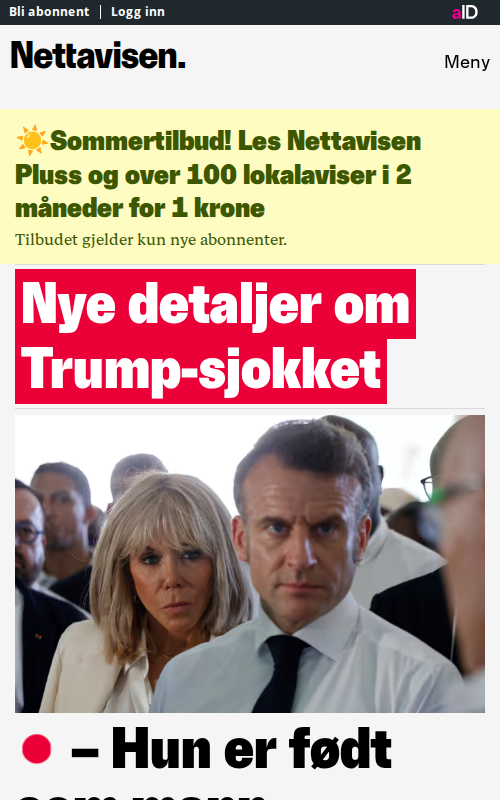 Bli abonnent | Logg inn
aID
Nettavisen.
Meny
Sommertilbud! Les Nettavisen
Pluss og over 100 lokalaviser i 2
måneder for 1 krone
Tilbudet gjelder kun nye abonnenter.
Nye detaljer om
Trump-sjokket
– Hun er født
som mann